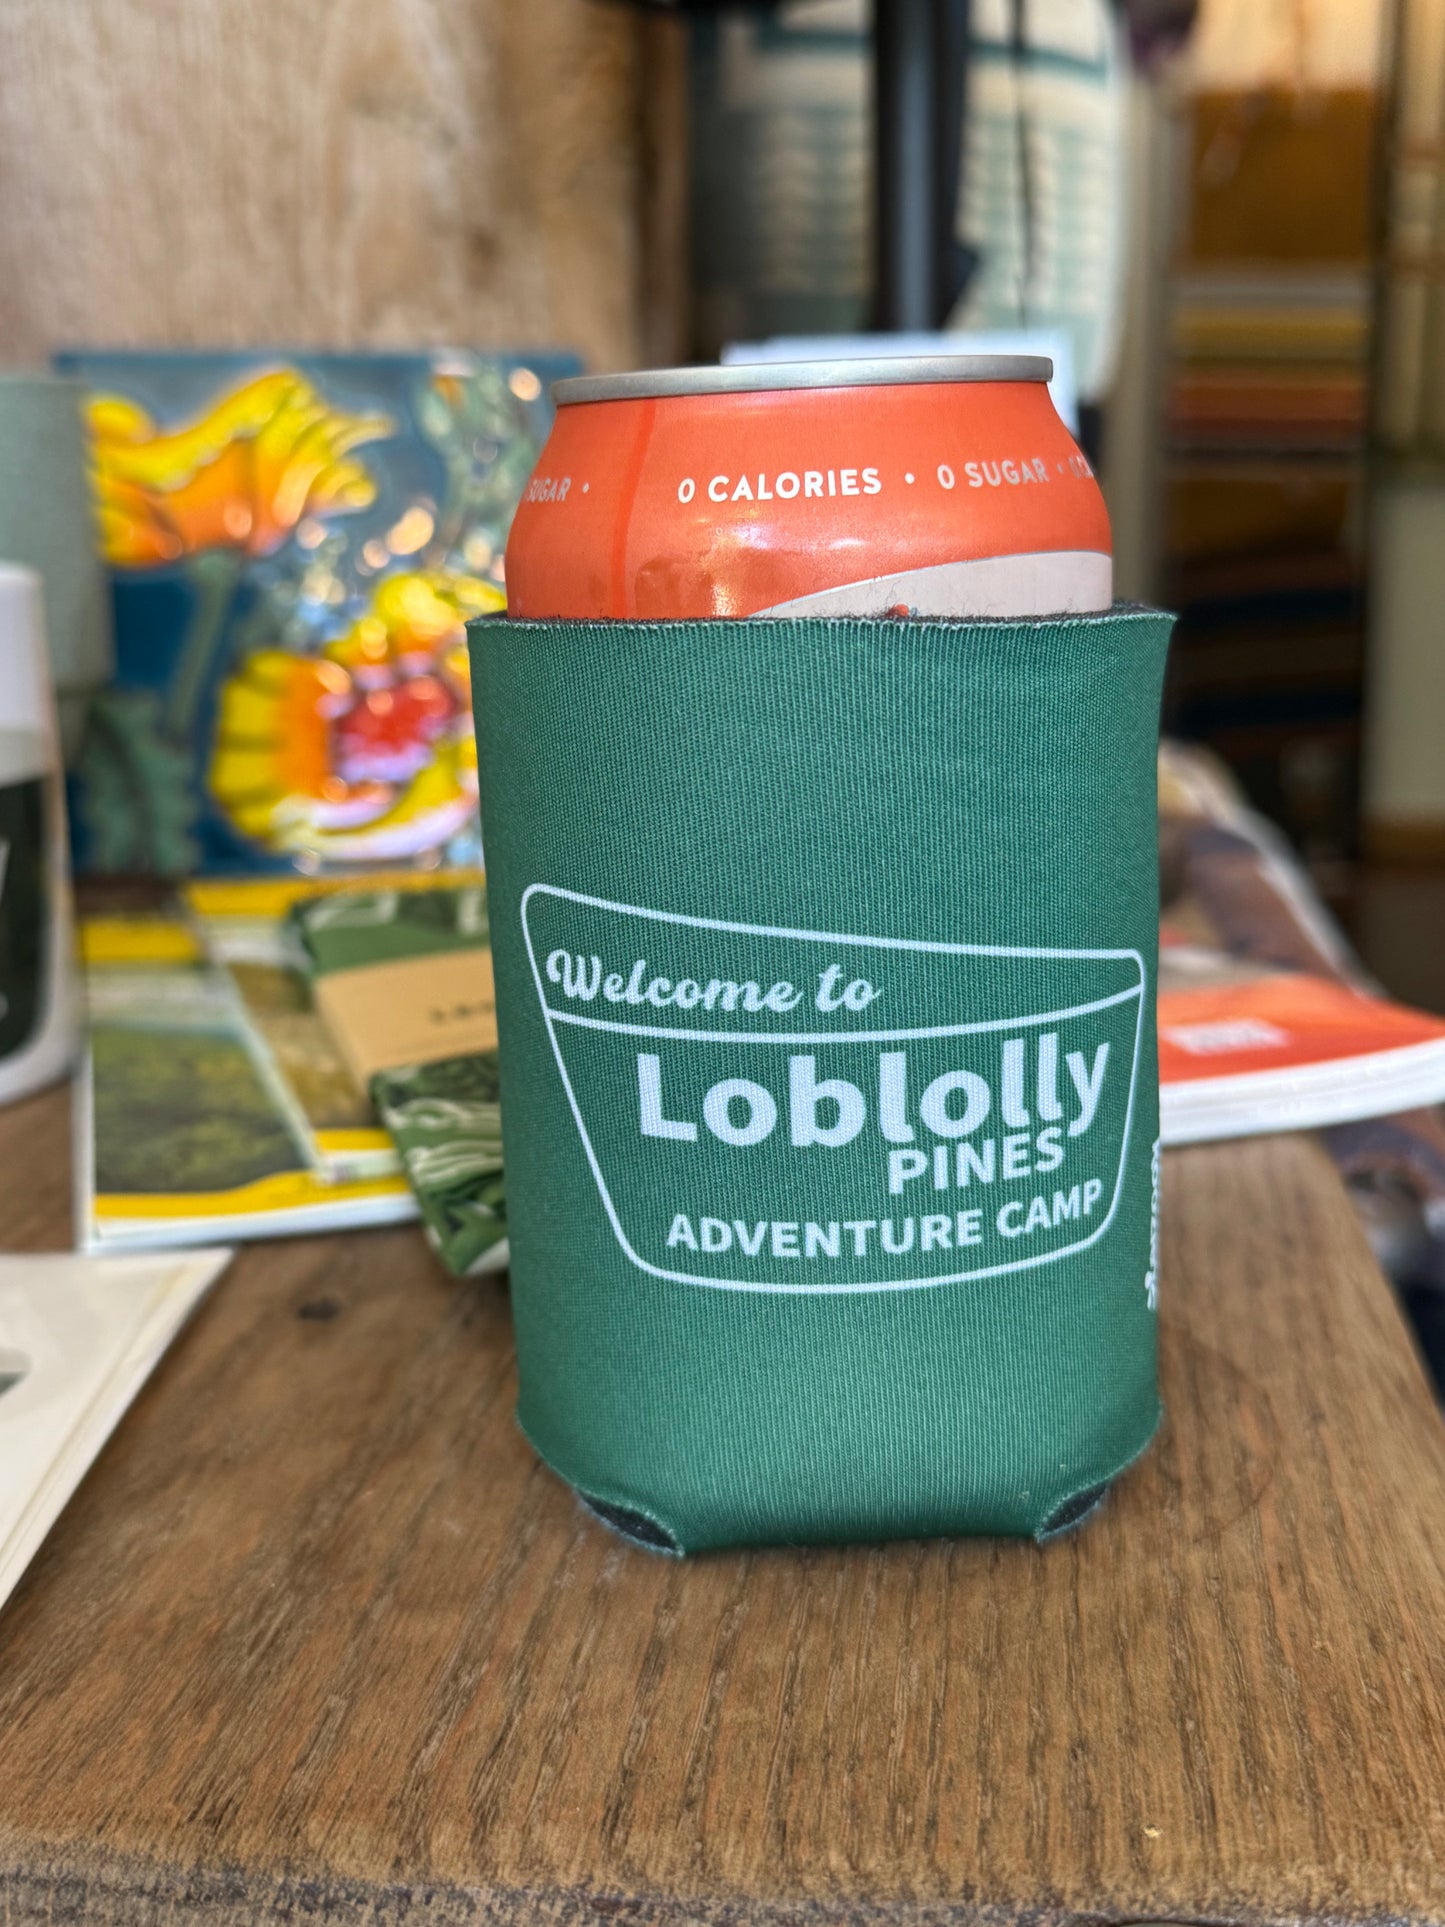 SUGAR •
0 CALORIES • 0 SUGAR •
Welcome to
Loblolly
PINES
ADVENTURE CAMP